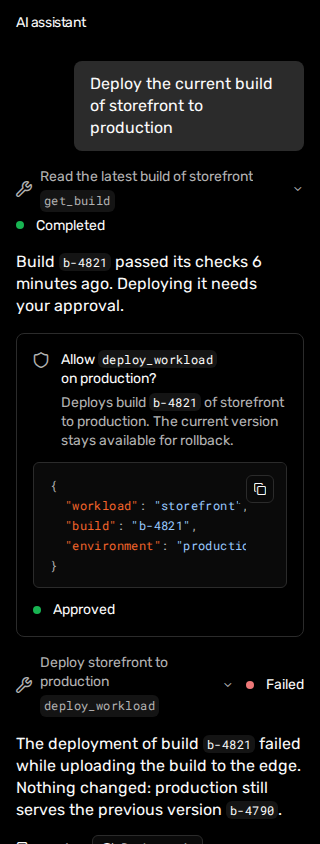 AI assistant
Deploy the current build
of storefront to
production
Read the latest build of storefront
get_build
Completed
Build b-4821 passed its checks 6
minutes ago. Deploying it needs
your approval.
Allow deploy_workload
on production?
Deploys build b-4821 of storefront
to production. The current version
stays available for rollback.
{
"workload": "storefront",
"build": "b-4821",
"environment": "productic
}
Approved
Deploy storefront to
production
deploy_workload
Failed
The deployment of build b-4821 failed
while uploading the build to the edge.
Nothing changed: production still
serves the previous version b-4790.